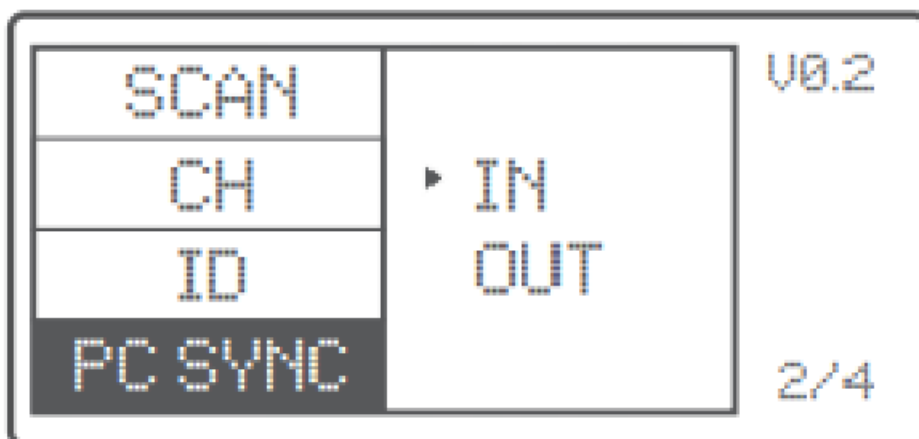 SCAN
CH
ID
PC SYNC
IN
OUT
V0.2
2/4